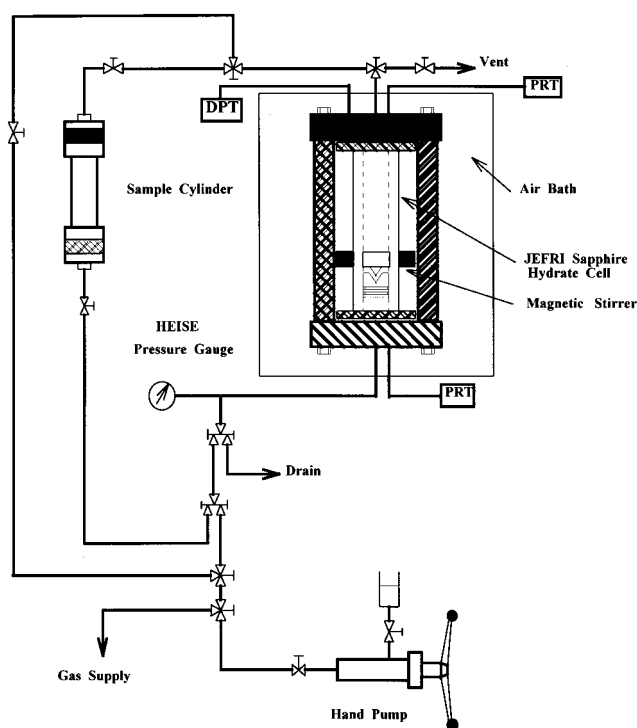 Vent
DPT
PRT
Sample Cylinder
Air Bath
JEFRI Sapphire
Hydrate Cell
Magnetic Stirrer
HEISE
Pressure Gauge
PRT
Drain
Gas Supply
Hand Pump